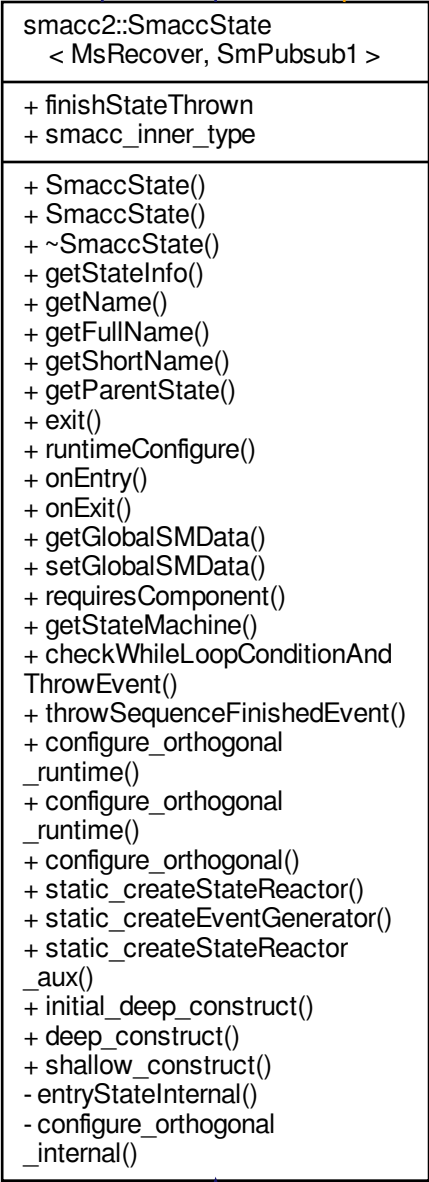 smacc2::SmaccState
< MsRecover, SmPubsub1 >
+ finishStateThrown
+ smacc_inner_type
+ SmaccState()
+ SmaccState()
+ ~SmaccState()
+ getStateInfo()
+ getName()
+ getFullName()
+ getShortName()
+ getParentState()
+ exit()
+ runtimeConfigure()
+ onEntry()
+ onExit()
+ getGlobalSMData()
+ setGlobalSMData()
+ requiresComponent()
+ getStateMachine()
+ checkWhileLoopConditionAnd
ThrowEvent()
+ throwSequenceFinishedEvent()
+ configure_orthogonal
_runtime()
+ configure_orthogonal
_runtime()
+ configure_orthogonal()
+ static_createStateReactor()
+ static_createEventGenerator()
+ static_createStateReactor
_aux()
+ initial_deep_construct()
+ deep_construct()
+ shallow_construct()
- entryStateInternal()
- configure_orthogonal
_internal()